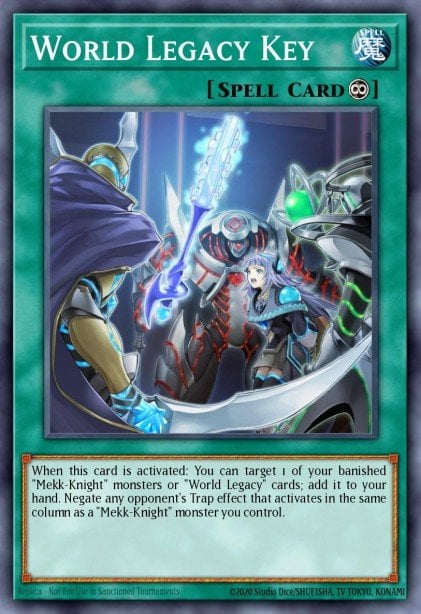 World Legacy Key
SPELL
魔
[Spell Card]
When this card is activated: You can target 1 of your banished
"Mekk-Knight" monsters or "World Legacy" cards; add it to
your hand. Negate any opponent's Trap effect that activates in the same
column as a "Mekk-Knight" monster you control.
Replica - Not For Use in Sanctioned Tournaments
©2020 Studio Dice/SHUEISHA, TV TOKYO, KONAMI